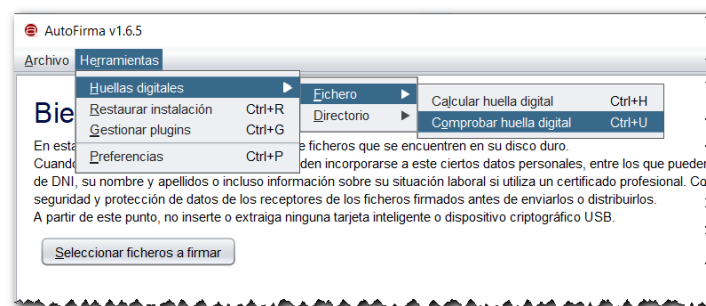 AutoFirma v1.6.5
Archivo Herramientas
Huellas digitales
Restaurar instalación Ctrl+R
Gestionar plugins Ctrl+G
Preferencias Ctrl+P
Fichero
Directorio
Calcular huella digital Ctrl+H
Comprobar huella digital Ctrl+U
Bie
En esta e ficheros que se encuentren en su disco duro.
Cuando den incorporarse a este ciertos datos personales, entre los que pueden
de DNI, su nombre y apellidos o incluso información sobre su situación laboral si utiliza un certificado profesional. Co
seguridad y protección de datos de los receptores de los ficheros firmados antes de enviarlos o distribuirlos.
A partir de este punto, no inserte o extraiga ninguna tarjeta inteligente o dispositivo criptográfico USB.
Seleccionar ficheros a firmar